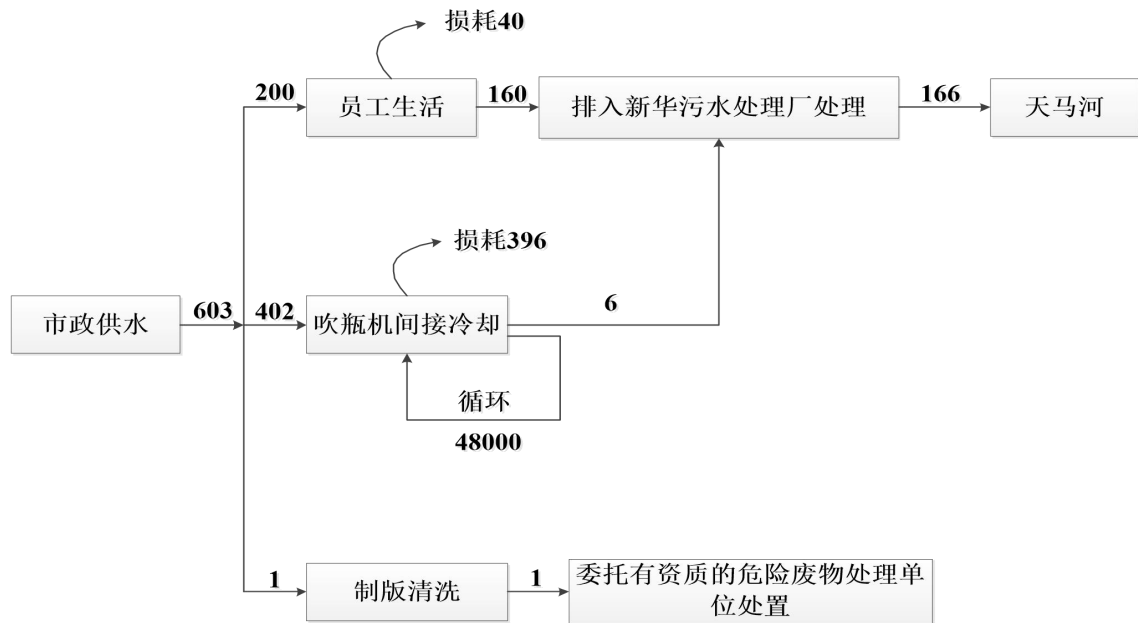 损耗40
200
员工生活
160
排入新华污水处理厂处理
166
天马河
损耗396
市政供水
603
402
吹瓶机间接冷却
6
循环
48000
1
制版清洗
1
委托有资质的危险废物处理单
位处置